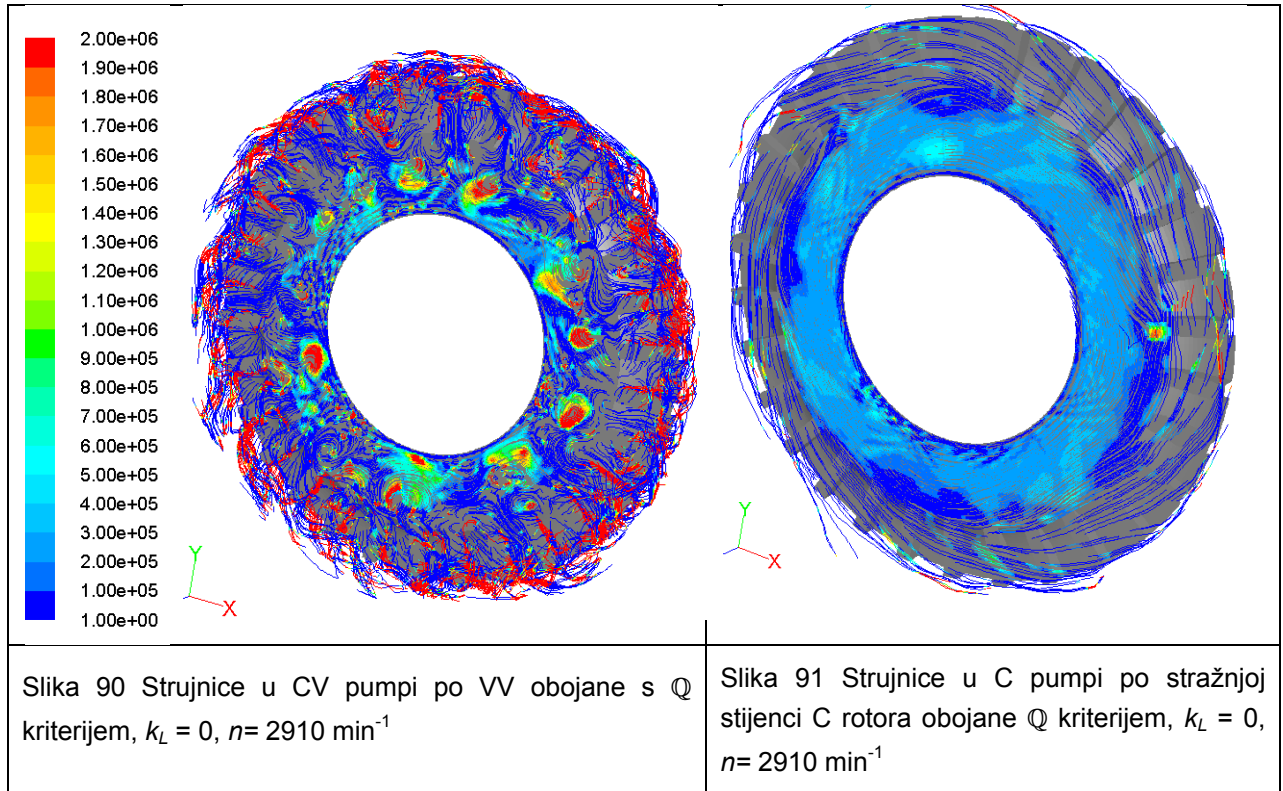 2.00e+06
1.90e+06
1.80e+06
1.70e+06
1.60e+06
1.50e+06
1.40e+06
1.30e+06
1.20e+06
1.10e+06
1.00e+06
9.00e+05
8.00e+05
7.00e+05
6.00e+05
5.00e+05
4.00e+05
3.00e+05
2.00e+05
1.00e+05
1.00e+00
Y
X
Y
X
Slika 90 Strujnice u CV pumpi po VV obojane s ℚ
kriterijem, k_L = 0, n= 2910 min⁻¹
Slika 91 Strujnice u C pumpi po stražnjoj
stijenci C rotora obojane ℚ kriterijem, k_L = 0,
n= 2910 min⁻¹